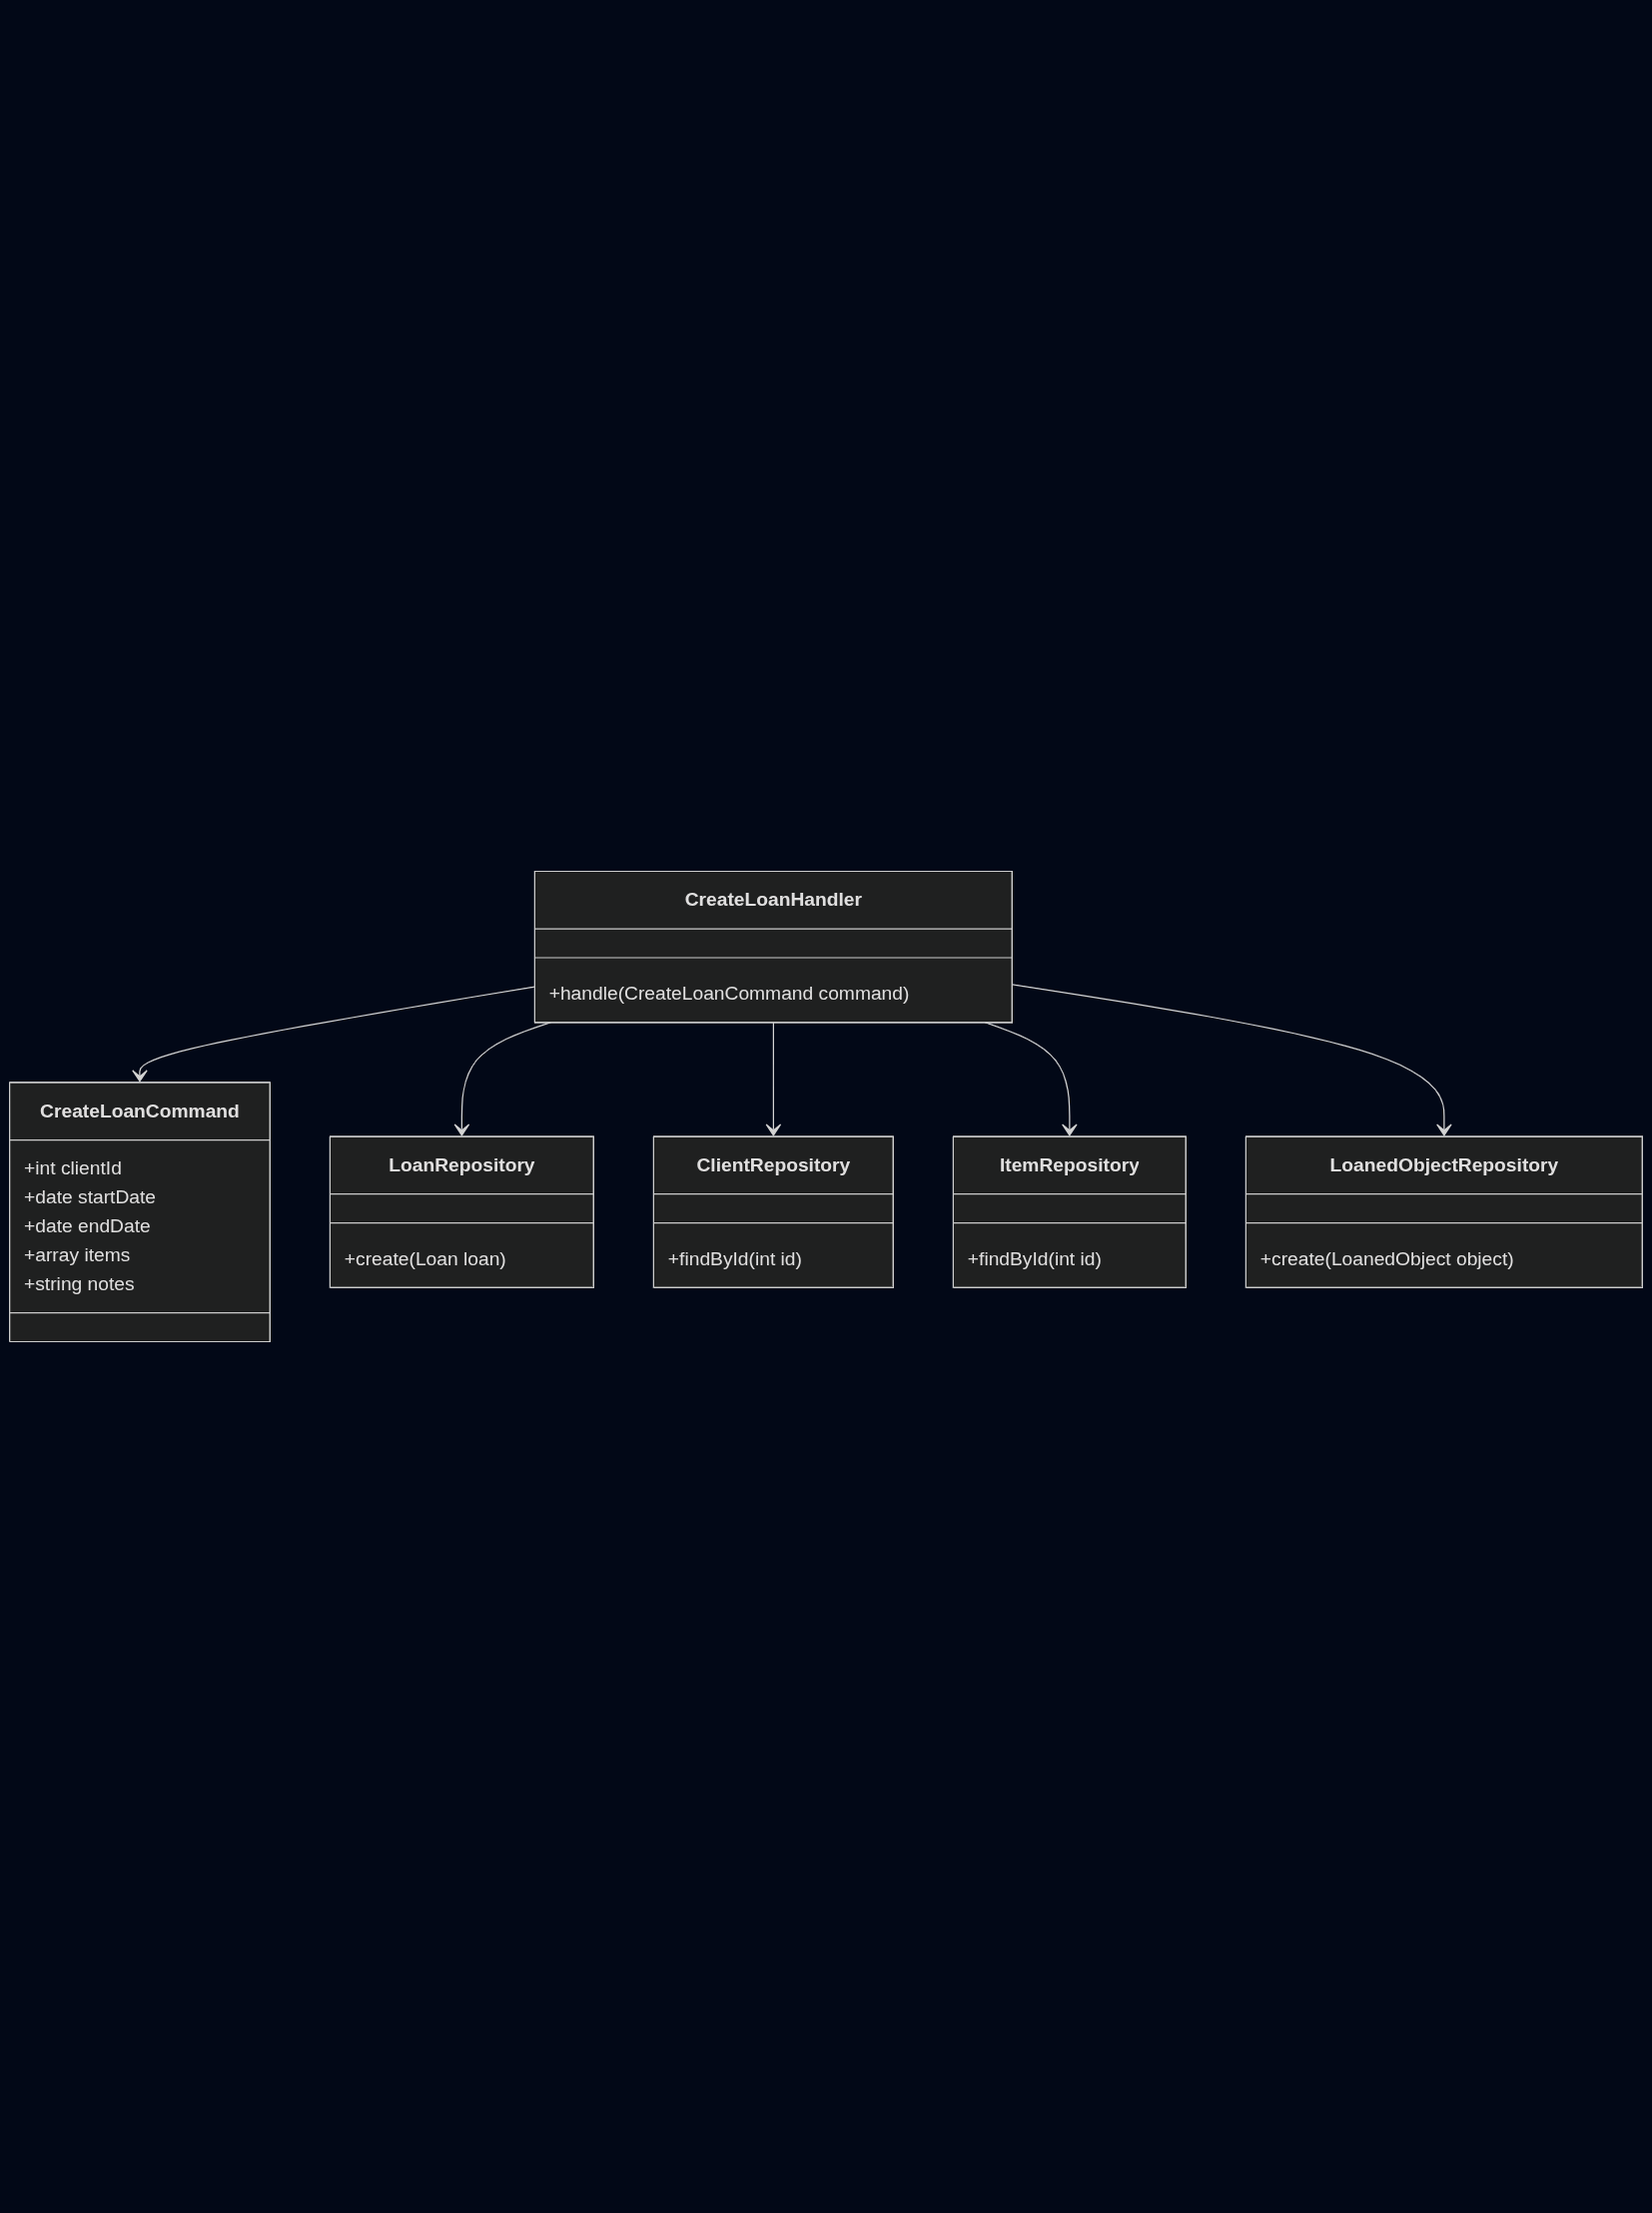 CreateLoanHandler
+handle(CreateLoanCommand command)
CreateLoanCommand
+int clientId
+date startDate
+date endDate
+array items
+string notes
LoanRepository
+create(Loan loan)
ClientRepository
+findById(int id)
ItemRepository
+findById(int id)
LoanedObjectRepository
+create(LoanedObject object)